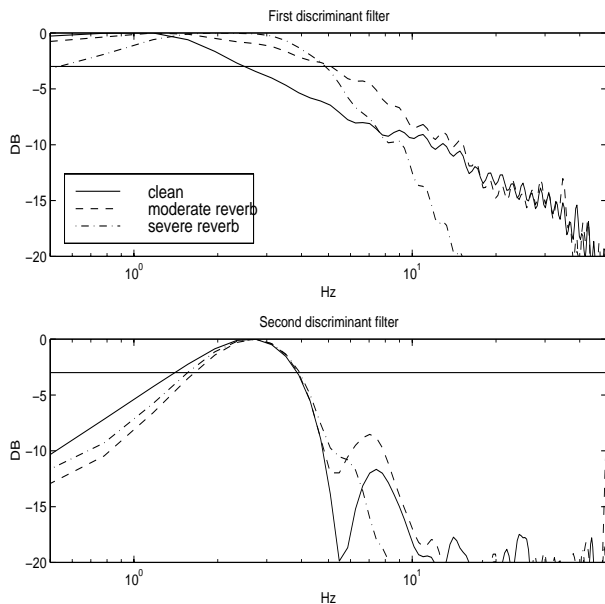 First discriminant filter
0
−5
−10
−15
−20
DB
clean
moderate reverb
severe reverb
10⁰
10¹
Hz
Second discriminant filter
0
−5
−10
−15
−20
DB
10⁰
10¹
Hz